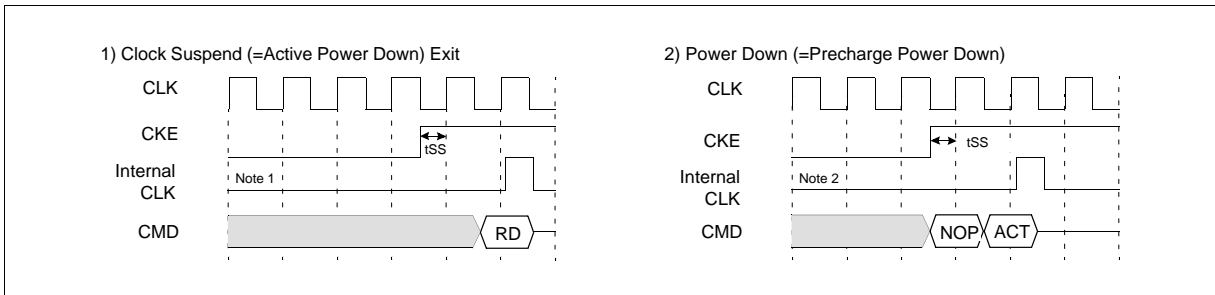 1) Clock Suspend (=Active Power Down) Exit
CLK
CKE
tSS
Internal
CLK
Note 1
CMD
RD
2) Power Down (=Precharge Power Down)
CLK
CKE
tSS
Internal
CLK
Note 2
CMD
NOP
ACT